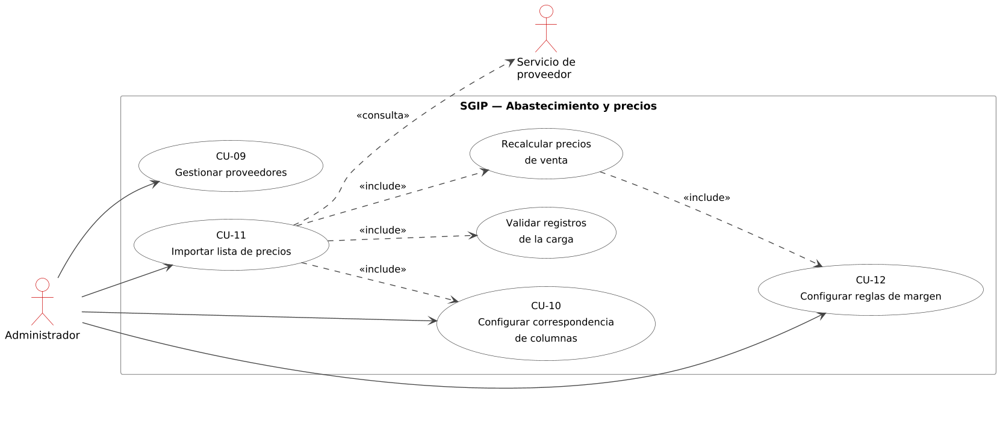 Servicio de
proveedor
SGIP — Abastecimiento y precios
«consulta»
CU-09
Gestionar proveedores
Recalcular precios
de venta
«include»
«include»
CU-11
Importar lista de precios
«include»
Validar registros
de la carga
«include»
CU-12
Configurar reglas de margen
CU-10
Configurar correspondencia
de columnas
Administrador